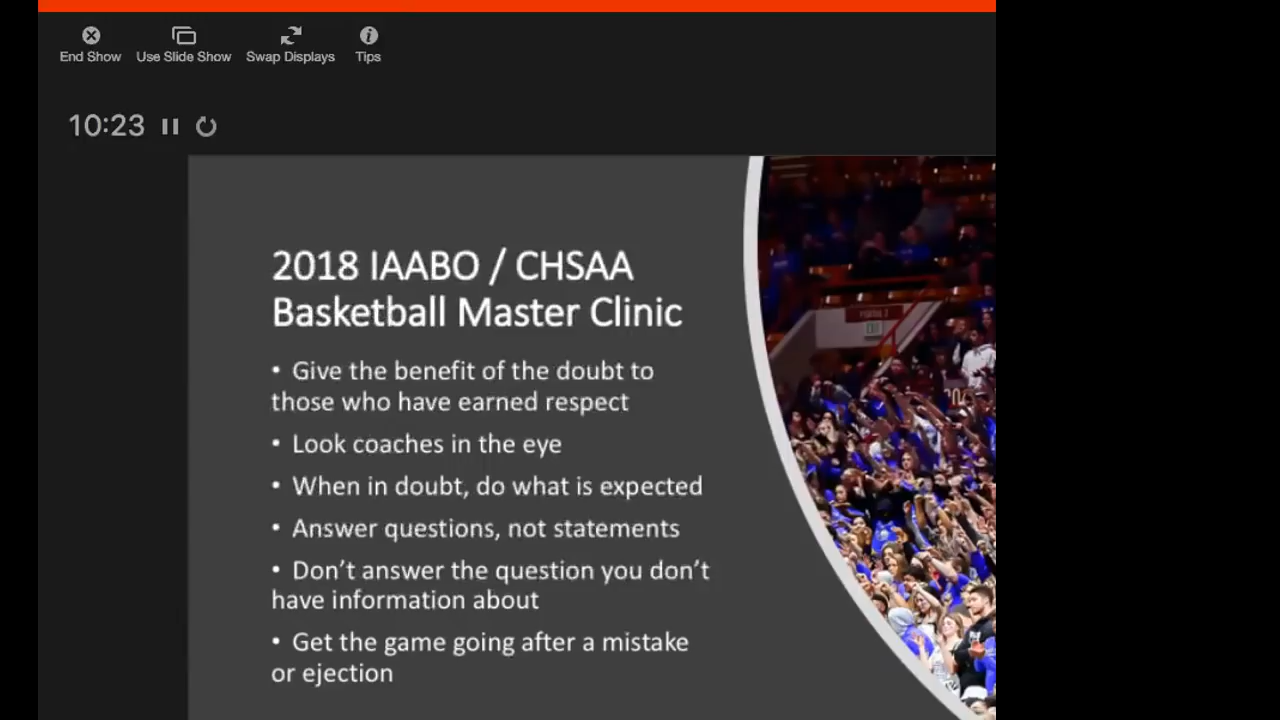 End Show
Use Slide Show
Swap Displays
Tips
10:23
2018 IAABO / CHSAA
Basketball Master Clinic
• Give the benefit of the doubt to
those who have earned respect
• Look coaches in the eye
• When in doubt, do what is expected
• Answer questions, not statements
• Don’t answer the question you don’t
have information about
• Get the game going after a mistake
or ejection